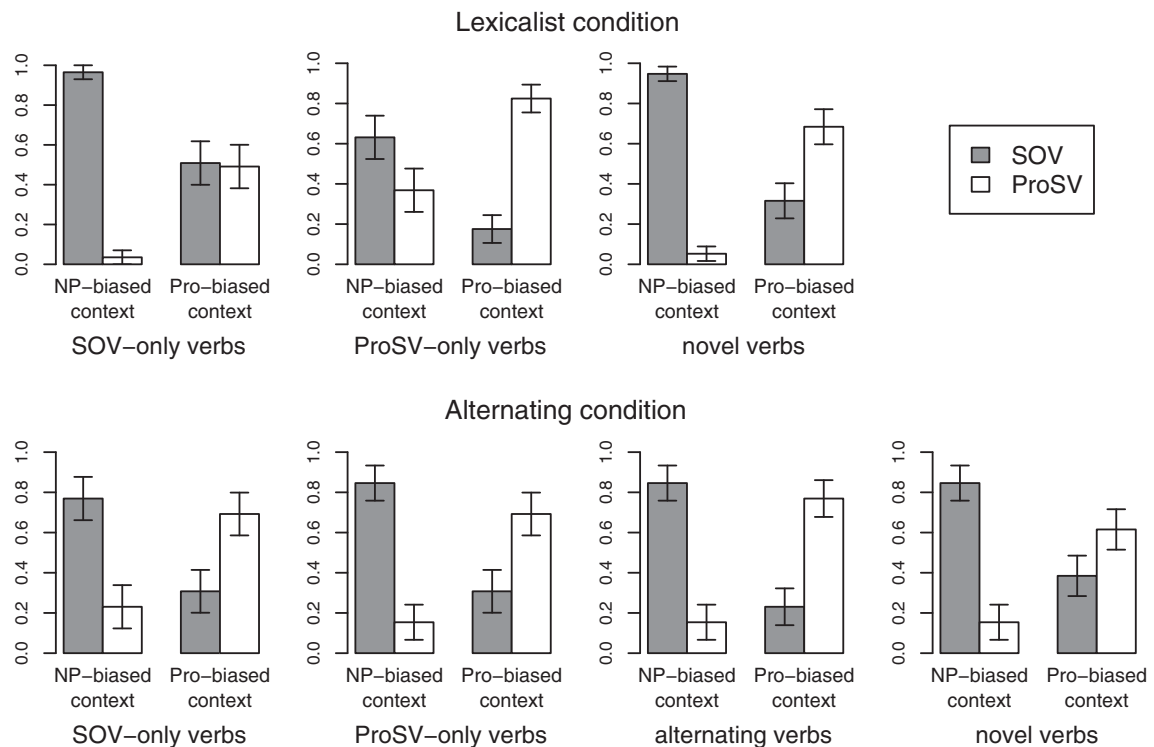 Lexicalist condition
0.0 0.2 0.4 0.6 0.8 1.0
0.0 0.2 0.4 0.6 0.8 1.0
0.0 0.2 0.4 0.6 0.8 1.0
SOV
ProSV
NP−biased context
Pro−biased context
SOV−only verbs
NP−biased context
Pro−biased context
ProSV−only verbs
NP−biased context
Pro−biased context
novel verbs
Alternating condition
0.0 0.2 0.4 0.6 0.8 1.0
0.0 0.2 0.4 0.6 0.8 1.0
0.0 0.2 0.4 0.6 0.8 1.0
0.0 0.2 0.4 0.6 0.8 1.0
NP−biased context
Pro−biased context
SOV−only verbs
NP−biased context
Pro−biased context
ProSV−only verbs
NP−biased context
Pro−biased context
alternating verbs
NP−biased context
Pro−biased context
novel verbs